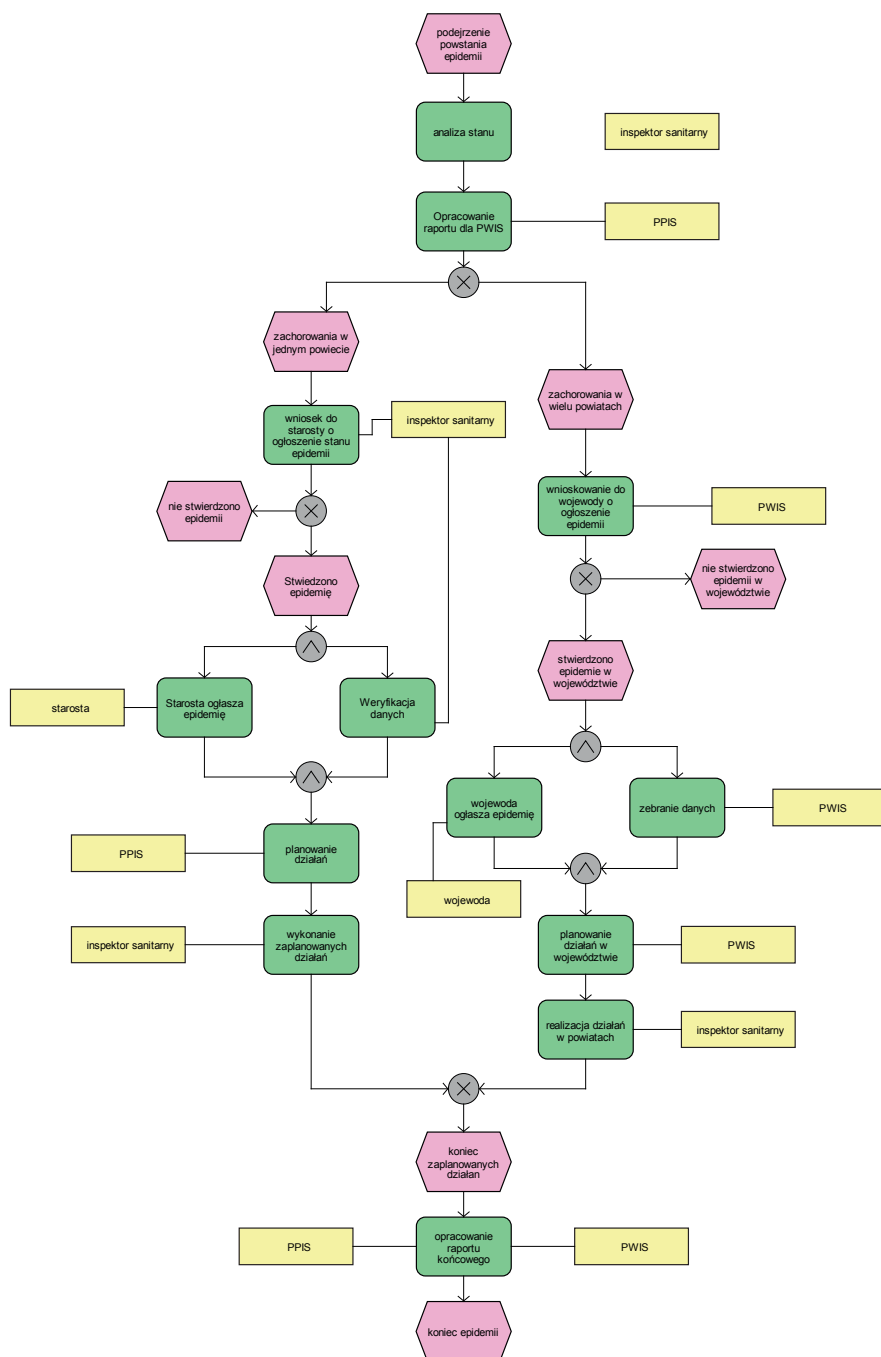 podejrzenie
powstania
epidemii
analiza stanu
inspektor sanitarny
Opracowanie
raportu dla PWIS
PPIS
zachorowania w
jednym powiecie
zachorowania w
wielu powiatach
wniosek do
starosty o
ogłoszenie stanu
epidemii
inspektor sanitarny
nie stwierdzono
epidemii
wnioskowanie do
wojewody o
ogłoszenie
epidemii
PWIS
Stwiedzono
epidemię
nie stwierdzono
epidemii w
województwie
stwierdzono
epidemie w
województwie
starosta
Starosta ogłasza
epidemię
Weryfikacja
danych
wojewoda
ogłasza epidemię
zebranie danych
PWIS
PPIS
planowanie
działań
wojewoda
inspektor sanitarny
wykonanie
zaplanowanych
działań
planowanie
działań w
województwie
PWIS
realizacja działań
w powiatach
inspektor sanitarny
koniec
zaplanowanych
działan
PPIS
opracowanie
raportu
końcowego
PWIS
koniec epidemii